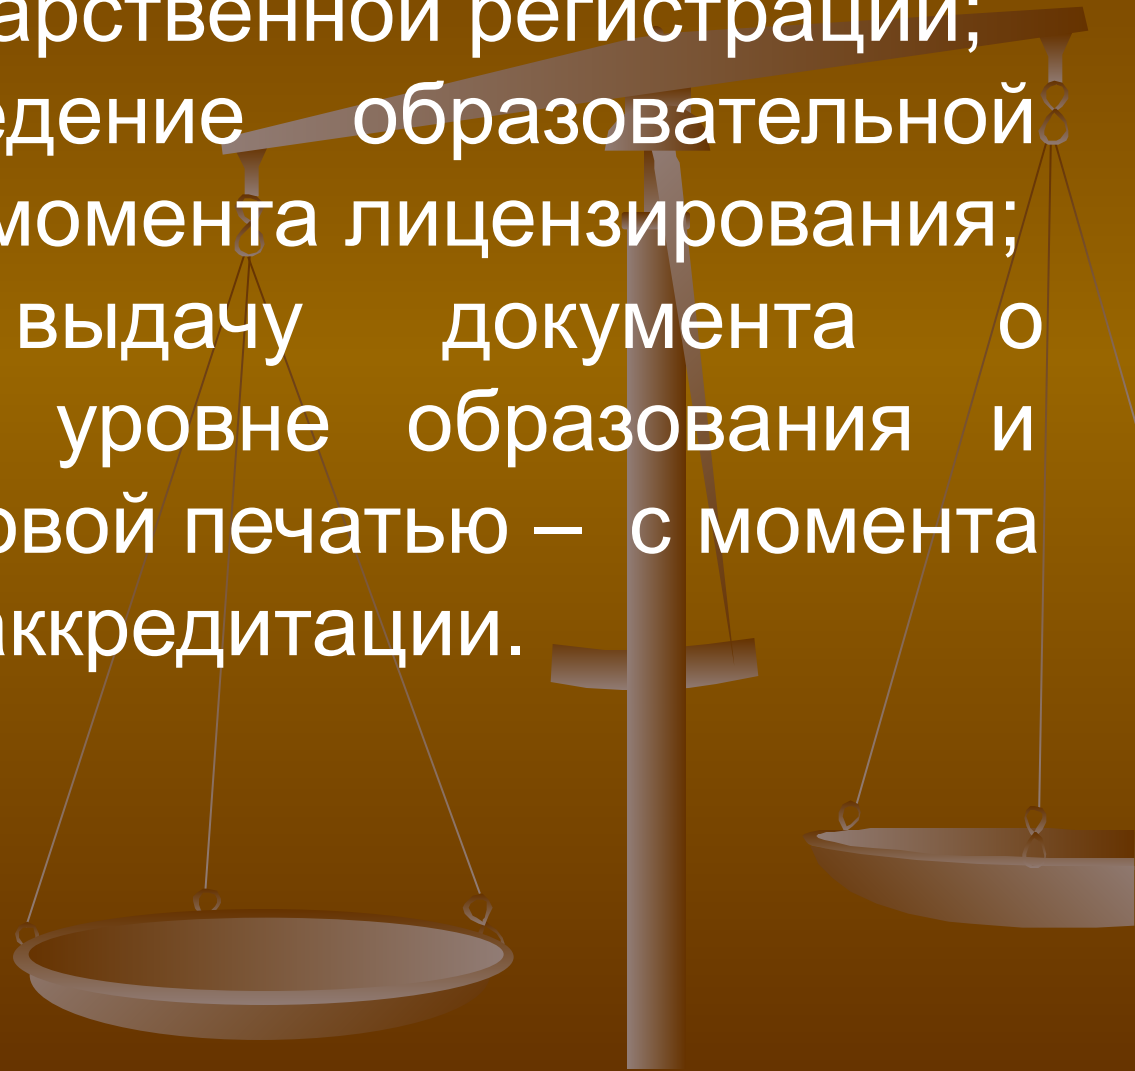 арственной регистрации;
едение образовательной
момента лицензирования;
выдачу документа о
уровне образования и
овой печатью – с момента
аккредитации.